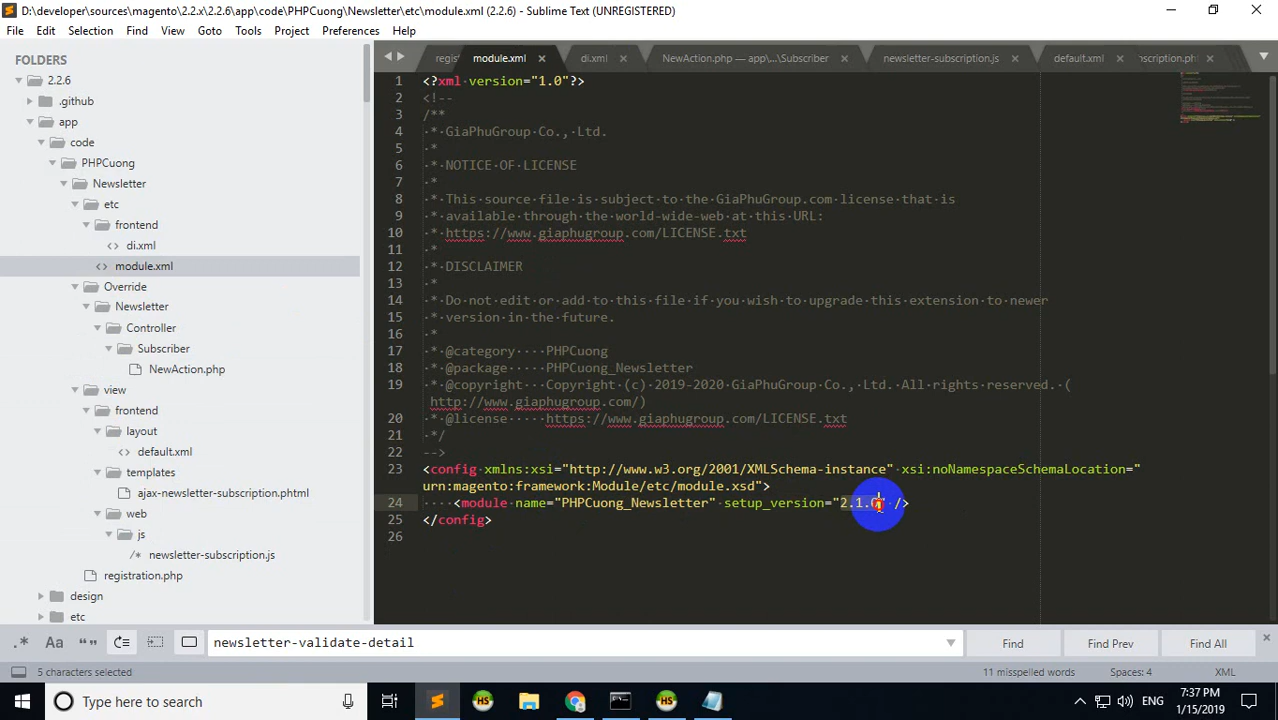 D:\developer\sources\magento\2.2.x\2.2.6\app\code\PHPCuong\Newsletter\etc\module.xml (2.2.6) - Sublime Text (UNREGISTERED)
File Edit Selection Find View Goto Tools Project Preferences Help
FOLDERS
2.2.6
.github
app
code
PHPCuong
Newsletter
etc
frontend
di.xml
module.xml
Override
Newsletter
Controller
Subscriber
NewAction.php
view
frontend
layout
default.xml
templates
ajax-newsletter-subscription.phtml
web
js
newsletter-subscription.js
registration.php
design
etc
regis module.xml di.xml NewAction.php — app\...\Subscriber newsletter-subscription.js default.xml scription.ph
1 <?xml version="1.0"?>
2 <!--
3 /**
4  * GiaPhuGroup Co., Ltd.
5  *
6  * NOTICE OF LICENSE
7  *
8  * This source file is subject to the GiaPhuGroup.com license that is
9  * available through the world-wide-web at this URL:
10  * https://www.giaphugroup.com/LICENSE.txt
11  *
12  * DISCLAIMER
13  *
14  * Do not edit or add to this file if you wish to upgrade this extension to newer
15  * version in the future.
16  *
17  * @category    PHPCuong
18  * @package  PHPCuong_Newsletter
19  * @copyright   Copyright (c) 2019-2020 GiaPhuGroup Co., Ltd. All rights reserved. (
http://www.giaphugroup.com/)
20  * @license     https://www.giaphugroup.com/LICENSE.txt
21  */
22 -->
23 <config xmlns:xsi="http://www.w3.org/2001/XMLSchema-instance" xsi:noNamespaceSchemaLocation="
urn:magento:framework:Module/etc/module.xsd">
24     <module name="PHPCuong_Newsletter" setup_version="2.1.0" />
25 </config>
26
.* Aa “” newsletter-validate-detail Find Find Prev Find All
5 characters selected 11 misspelled words Spaces: 4 XML
Type here to search
HS HS ENG 7:37 PM
1/15/2019